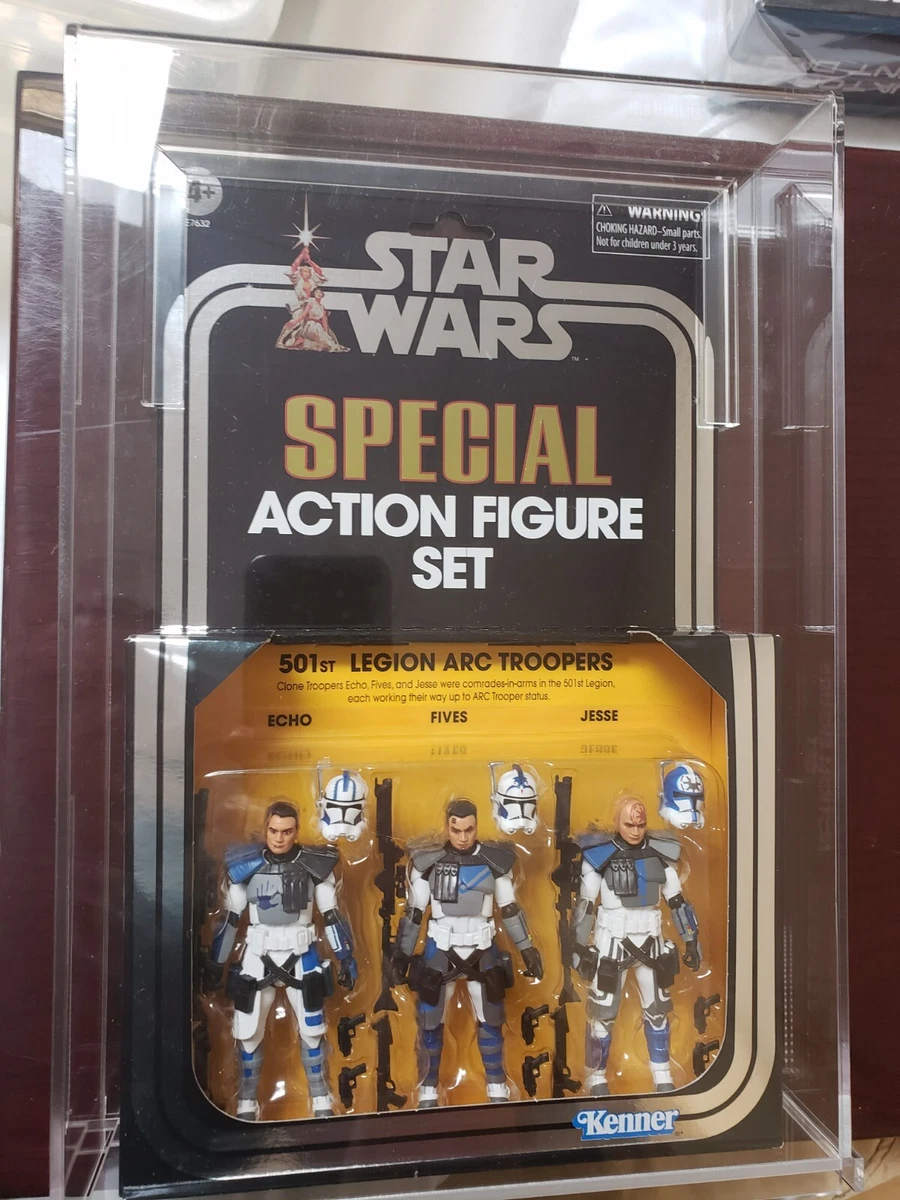 4+
E7632
WARNING
CHOKING HAZARD–Small parts.
Not for children under 3 years.
STAR
WARS™
SPECIAL
ACTION FIGURE
SET
501ST LEGION ARC TROOPERS
Clone Troopers Echo, Fives, and Jesse were comrades-in-arms in the 501st Legion,
each working their way up to ARC Trooper status.
ECHO FIVES JESSE
Kenner